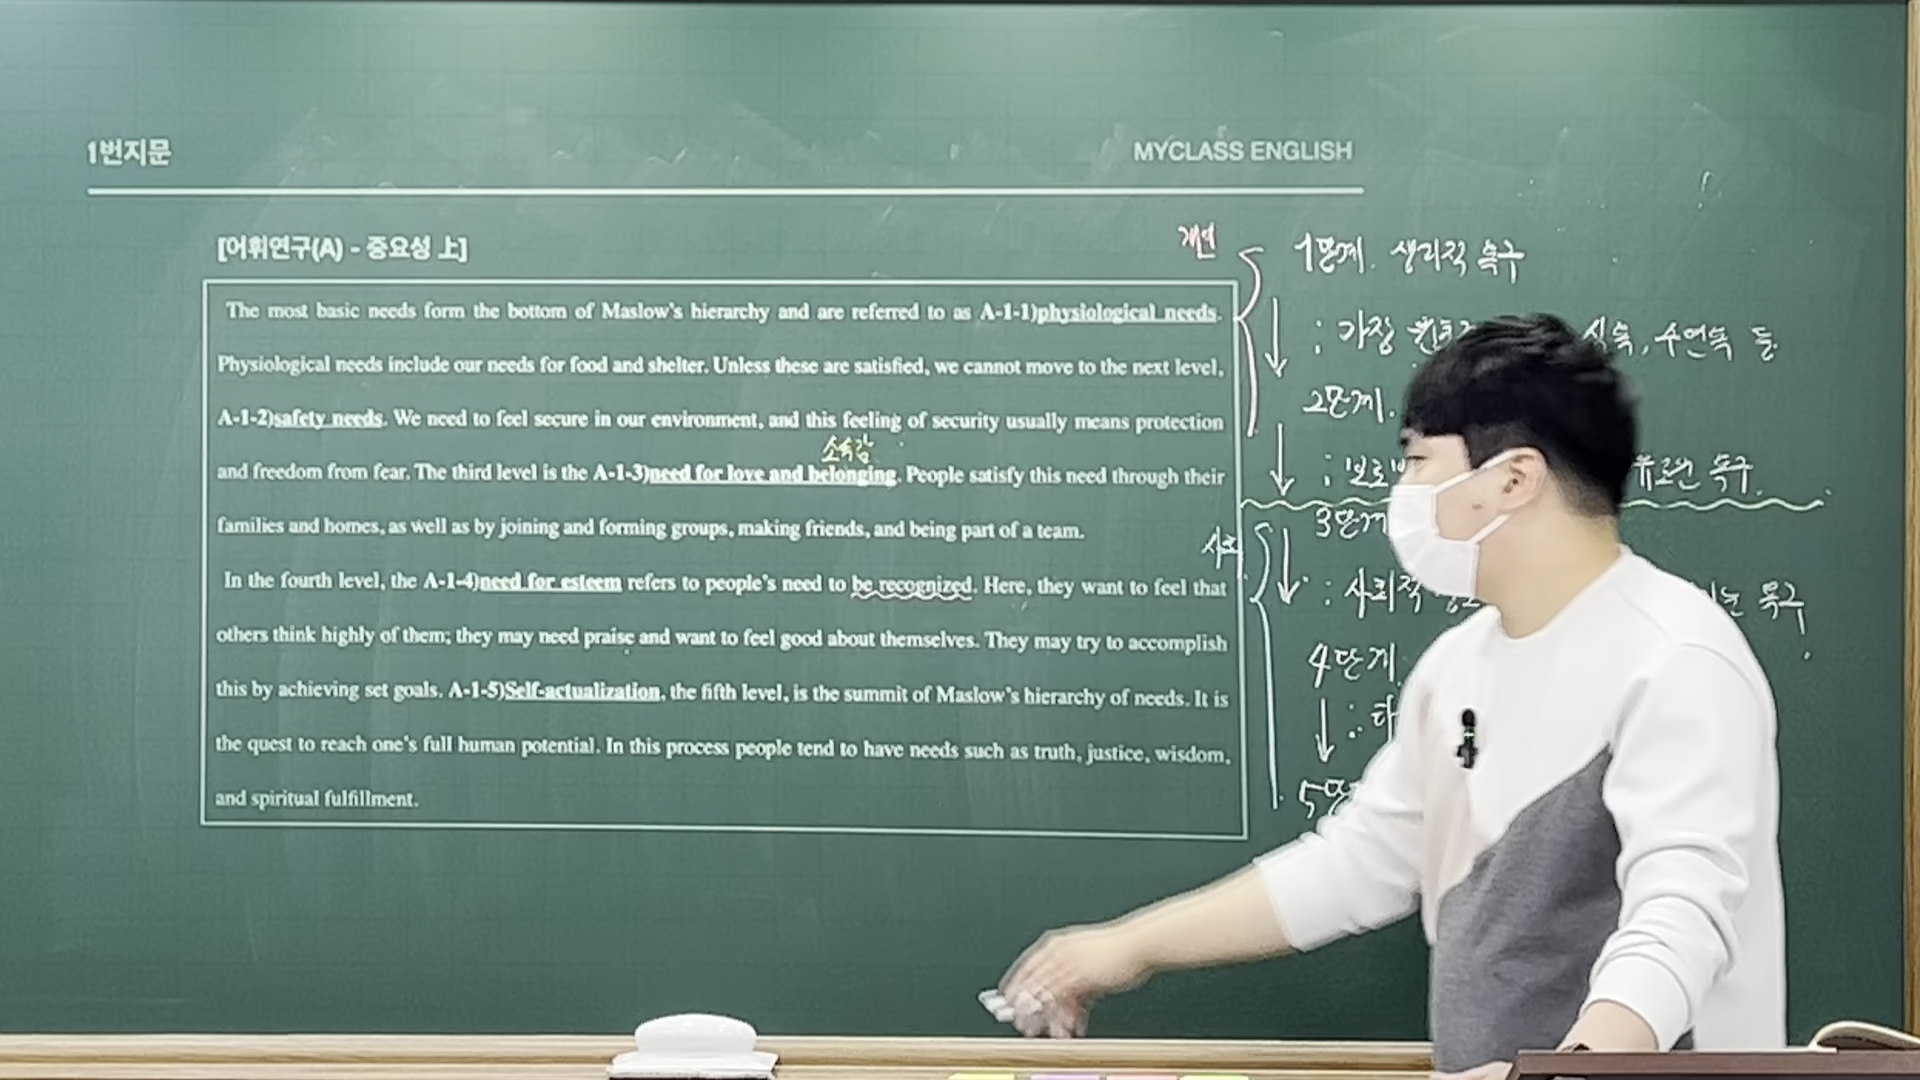 1번지문
MYCLASS ENGLISH
[어휘연구(A) - 중요성 上]
The most basic needs form the bottom of Maslow's hierarchy and are referred to as A-1-1)physiological needs.
Physiological needs include our needs for food and shelter. Unless these are satisfied, we cannot move to the next level,
A-1-2)safety needs. We need to feel secure in our environment, and this feeling of security usually means protection
소속감
and freedom from fear. The third level is the A-1-3)need for love and belonging. People satisfy this need through their
families and homes, as well as by joining and forming groups, making friends, and being part of a team.
In the fourth level, the A-1-4)need for esteem refers to people's need to be recognized. Here, they want to feel that
others think highly of them; they may need praise and want to feel good about themselves. They may try to accomplish
this by achieving set goals. A-1-5)Self-actualization, the fifth level, is the summit of Maslow's hierarchy of needs. It is
the quest to reach one's full human potential. In this process people tend to have needs such as truth, justice, wisdom,
and spiritual fulfillment.
개인
1단계. 생리적 욕구
: 가장 식욕, 수면욕 등
2단계.
: 욕구
3단계
사회
: 사회적 욕구
4단계.